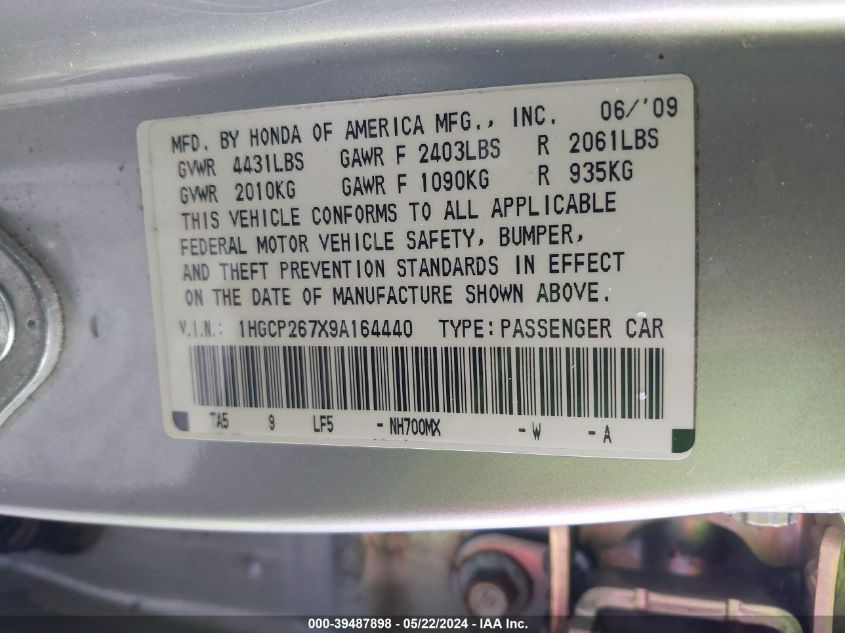 MFD. BY HONDA OF AMERICA MFG., INC. 06/'09
GVWR 4431LBS GAWR F 2403LBS R 2061LBS
GVWR 2010KG GAWR F 1090KG R 935KG
THIS VEHICLE CONFORMS TO ALL APPLICABLE
FEDERAL MOTOR VEHICLE SAFETY, BUMPER,
AND THEFT PREVENTION STANDARDS IN EFFECT
ON THE DATE OF MANUFACTURE SHOWN ABOVE.
V.I.N.: 1HGCP267X9A164440 TYPE:PASSENGER CAR
TA5 9 LF5 -NH700MX -W -A
000-39487898 - 05/22/2024 - IAA Inc.